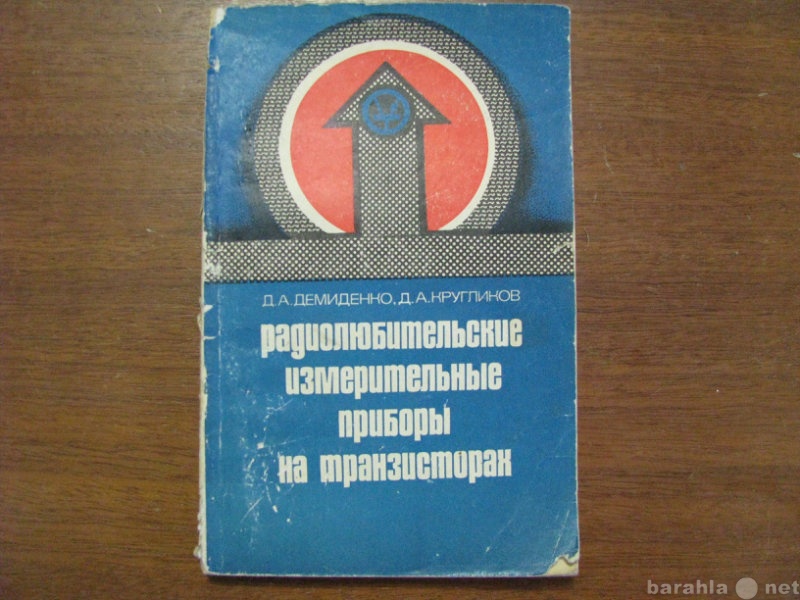 Д.А.ДЕМИДЕНКО, Д.А.КРУГЛИКОВ
Радиолюбительские
измерительные
приборы
на транзисторах
barahla.net